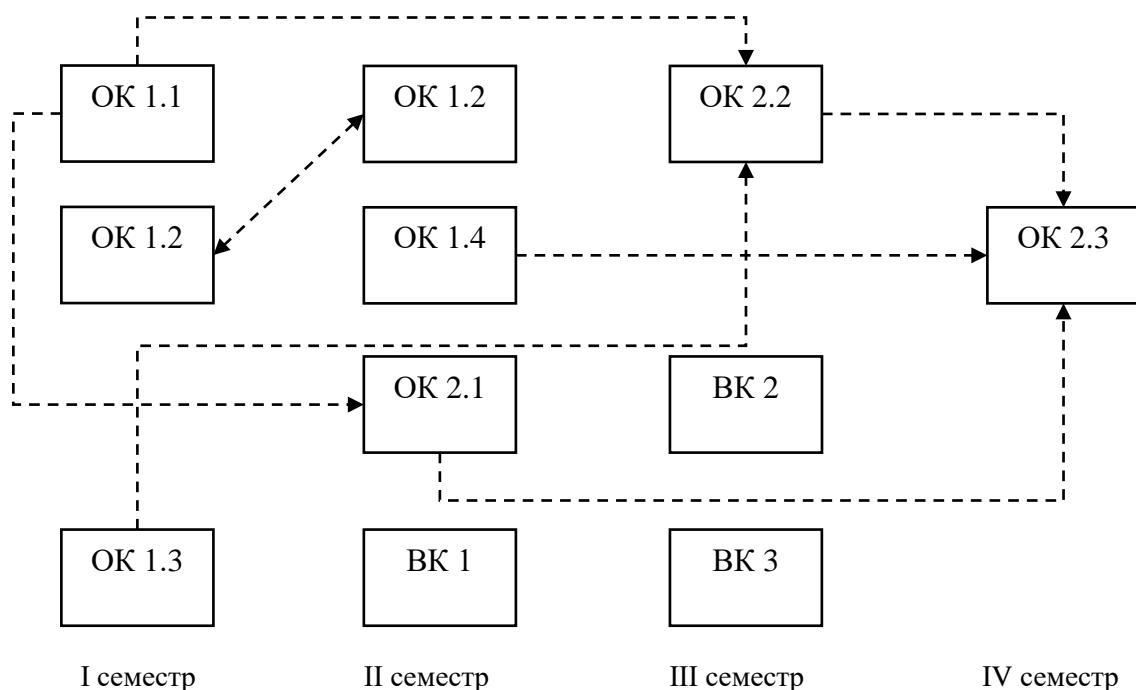 ОК 1.1
ОК 1.2
ОК 2.2
ОК 1.2
ОК 1.4
ОК 2.3
ОК 2.1
ВК 2
ОК 1.3
ВК 1
ВК 3
I семестр
II семестр
III семестр
IV семестр